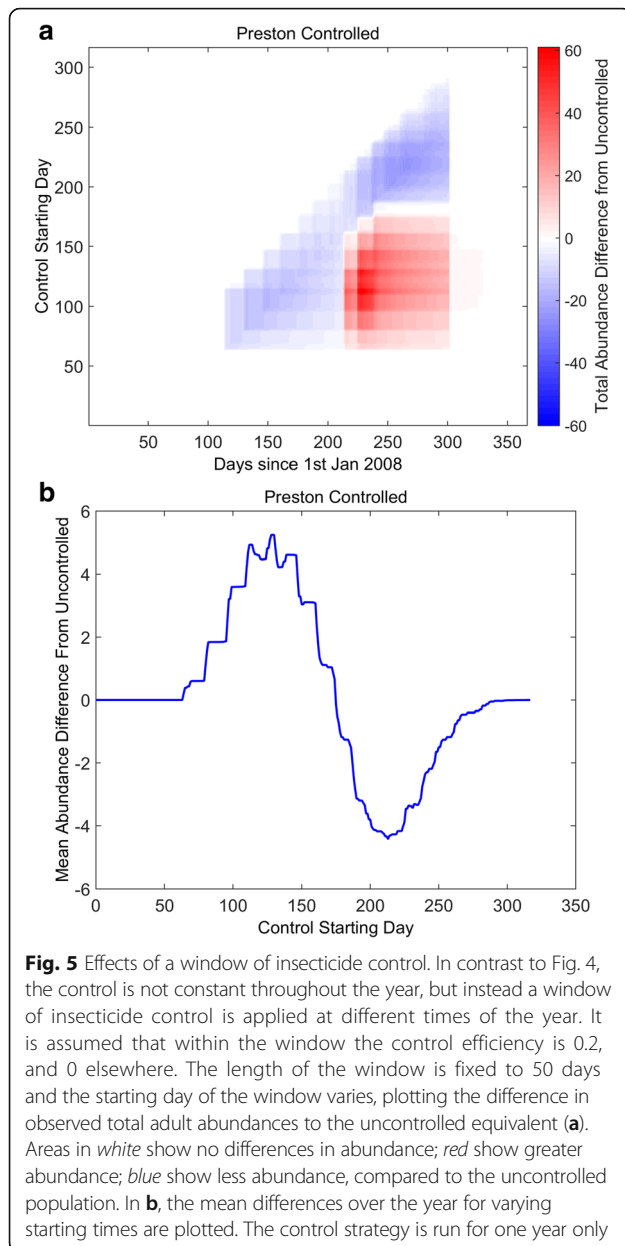 a
Preston Controlled
300
250
200
150
100
50
50 100 150 200 250 300 350
Control Starting Day
Days since 1st Jan 2008
60
40
20
0
-20
-40
-60
Total Abundance Difference from Uncontrolled
b
Preston Controlled
6
4
2
0
-2
-4
-6
Mean Abundance Difference From Uncontrolled
0 50 100 150 200 250 300 350
Control Starting Day
Fig. 5 Effects of a window of insecticide control. In contrast to Fig. 4,
the control is not constant throughout the year, but instead a window
of insecticide control is applied at different times of the year. It
is assumed that within the window the control efficiency is 0.2,
and 0 elsewhere. The length of the window is fixed to 50 days
and the starting day of the window varies, plotting the difference in
observed total adult abundances to the uncontrolled equivalent (a).
Areas in white show no differences in abundance; red show greater
abundance; blue show less abundance, compared to the uncontrolled
population. In b, the mean differences over the year for varying
starting times are plotted. The control strategy is run for one year only